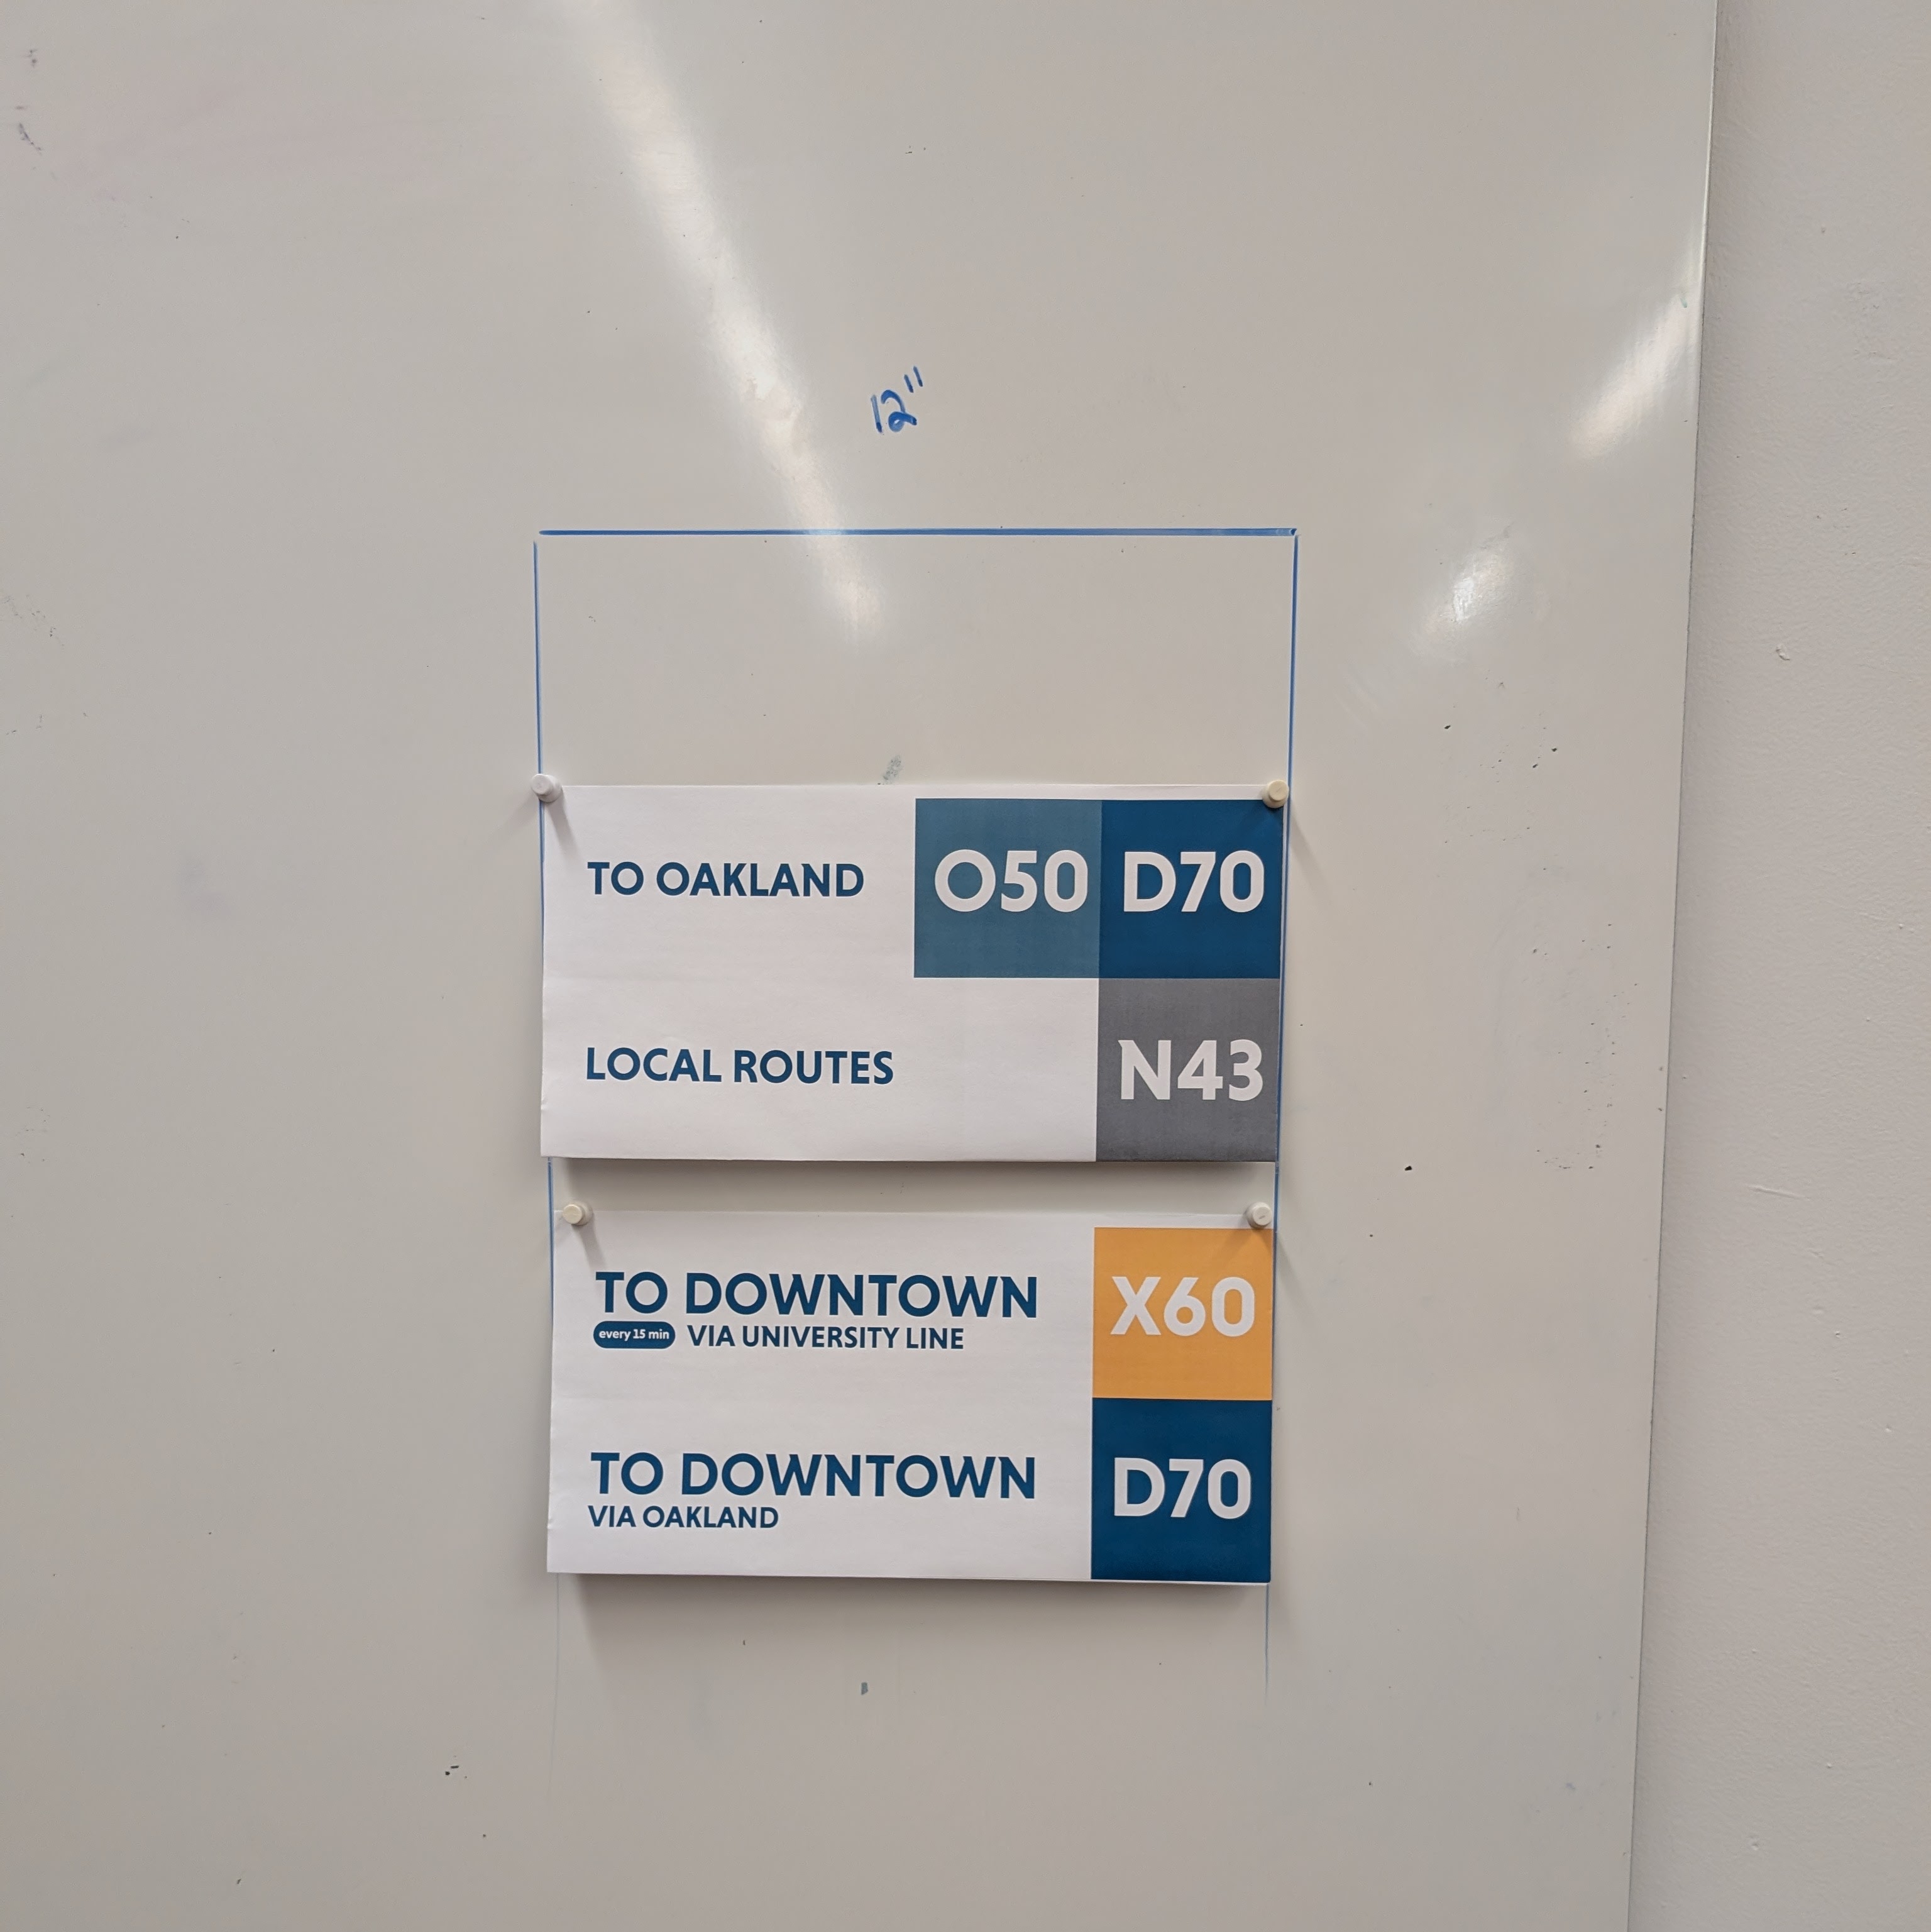 12"
TO OAKLAND O50 D70
LOCAL ROUTES N43
TO DOWNTOWN X60
every 15 min VIA UNIVERSITY LINE
TO DOWNTOWN D70
VIA OAKLAND